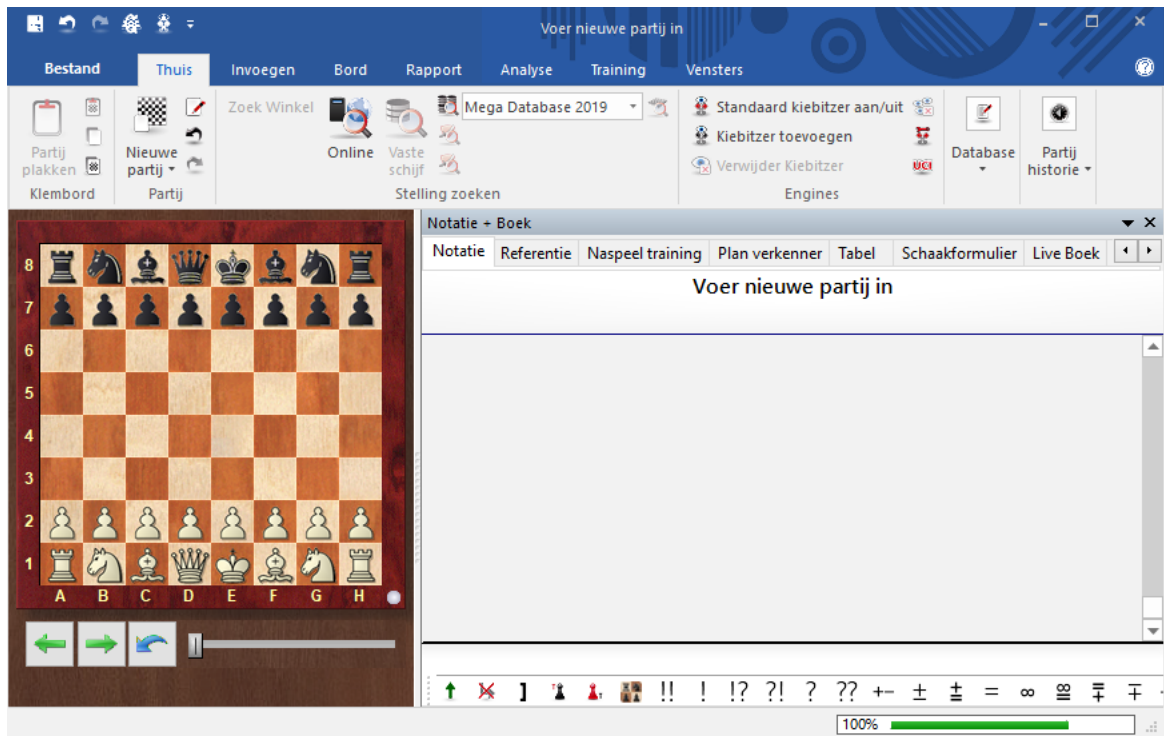 Voer nieuwe partij in
Bestand Thuis Invoegen Bord Rapport Analyse Training Vensters
Partij plakken
Klembord
Nieuwe partij
Partij
Zoek Winkel
Online
Vaste schijf
Mega Database 2019
Stelling zoeken
Standaard kiebitzer aan/uit
Kiebitzer toevoegen
Verwijder Kiebitzer
UCI
Engines
Database
Partij historie
Notatie + Boek
Notatie Referentie Naspeel training Plan verkenner Tabel Schaakformulier Live Boek
Voer nieuwe partij in
8
7
6
5
4
3
2
1
A B C D E F G H
] !! ! !? ?! ? ?? +− ± ⩲ = ∞ ⯹ ∓ ∓
100%